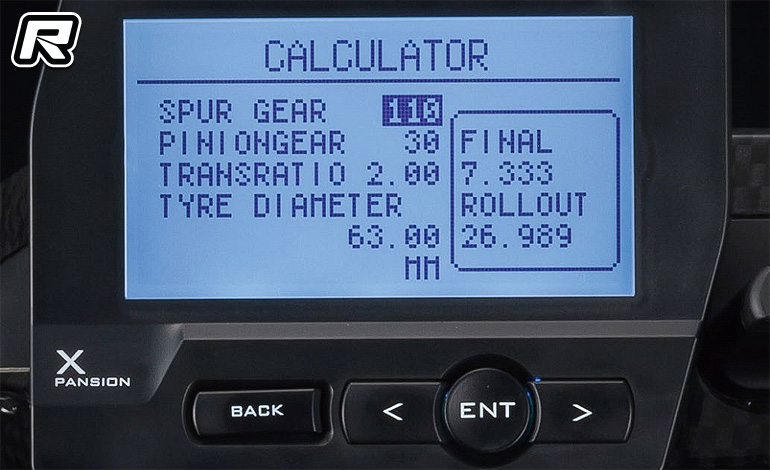 R
CALCULATOR
SPUR GEAR 110
PINIONGEAR 30
TRANSRATIO 2.00
TYRE DIAMETER
63.00
MM
FINAL
7.333
ROLLOUT
26.989
X
PANSION
BACK
< ENT >